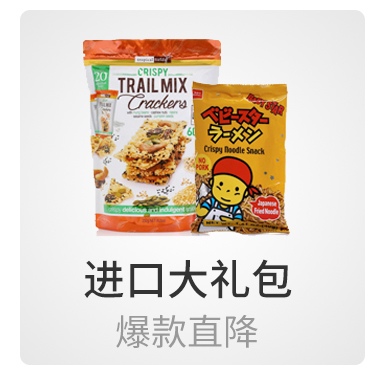 20
CRISPY
TRAIL MIX
Crackers
ベビースター
ラーメン
Crispy Noodle Snack
NO
PORK
Japanese
Fried Noodle
进口大礼包
爆款直降